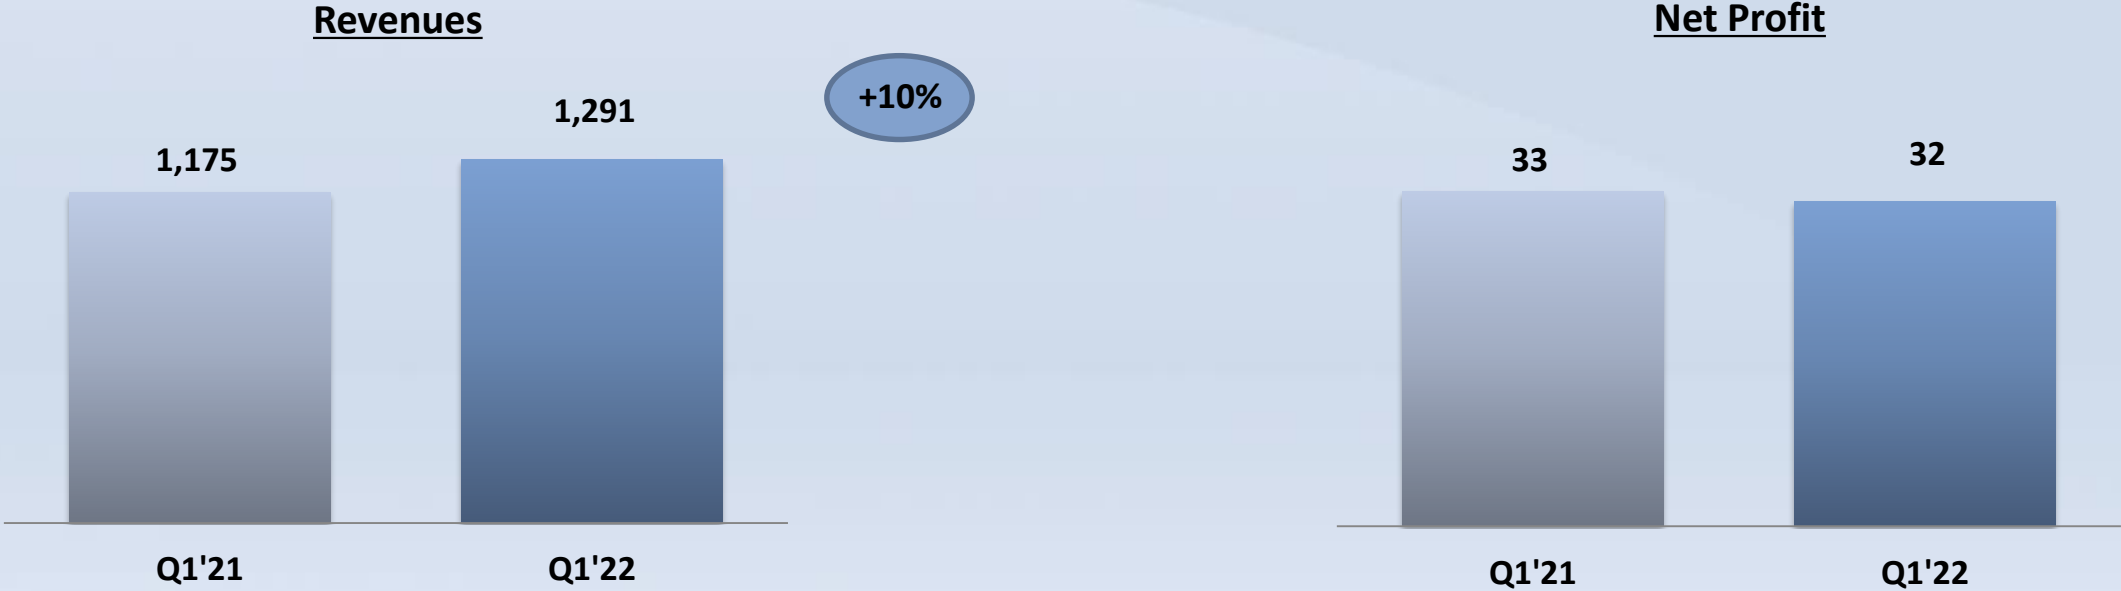 Revenues
+10%
1,175
1,291
Q1'21
Q1'22
Net Profit
33
32
Q1'21
Q1'22